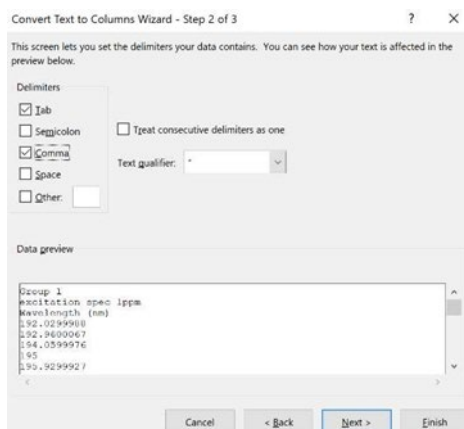 Convert Text to Columns Wizard - Step 2 of 3
? X
This screen lets you set the delimiters your data contains. You can see how your text is affected in the
preview below.
Delimiters
Tab
Semicolon
Comma
Space
Other:
Treat consecutive delimiters as one
Text qualifier: "
Data preview
Group 1
excitation spec 1ppm
Wavelength (nm)
192.0299988
192.9600067
194.0399976
195
195.9299927
Cancel
< Back
Next >
Finish